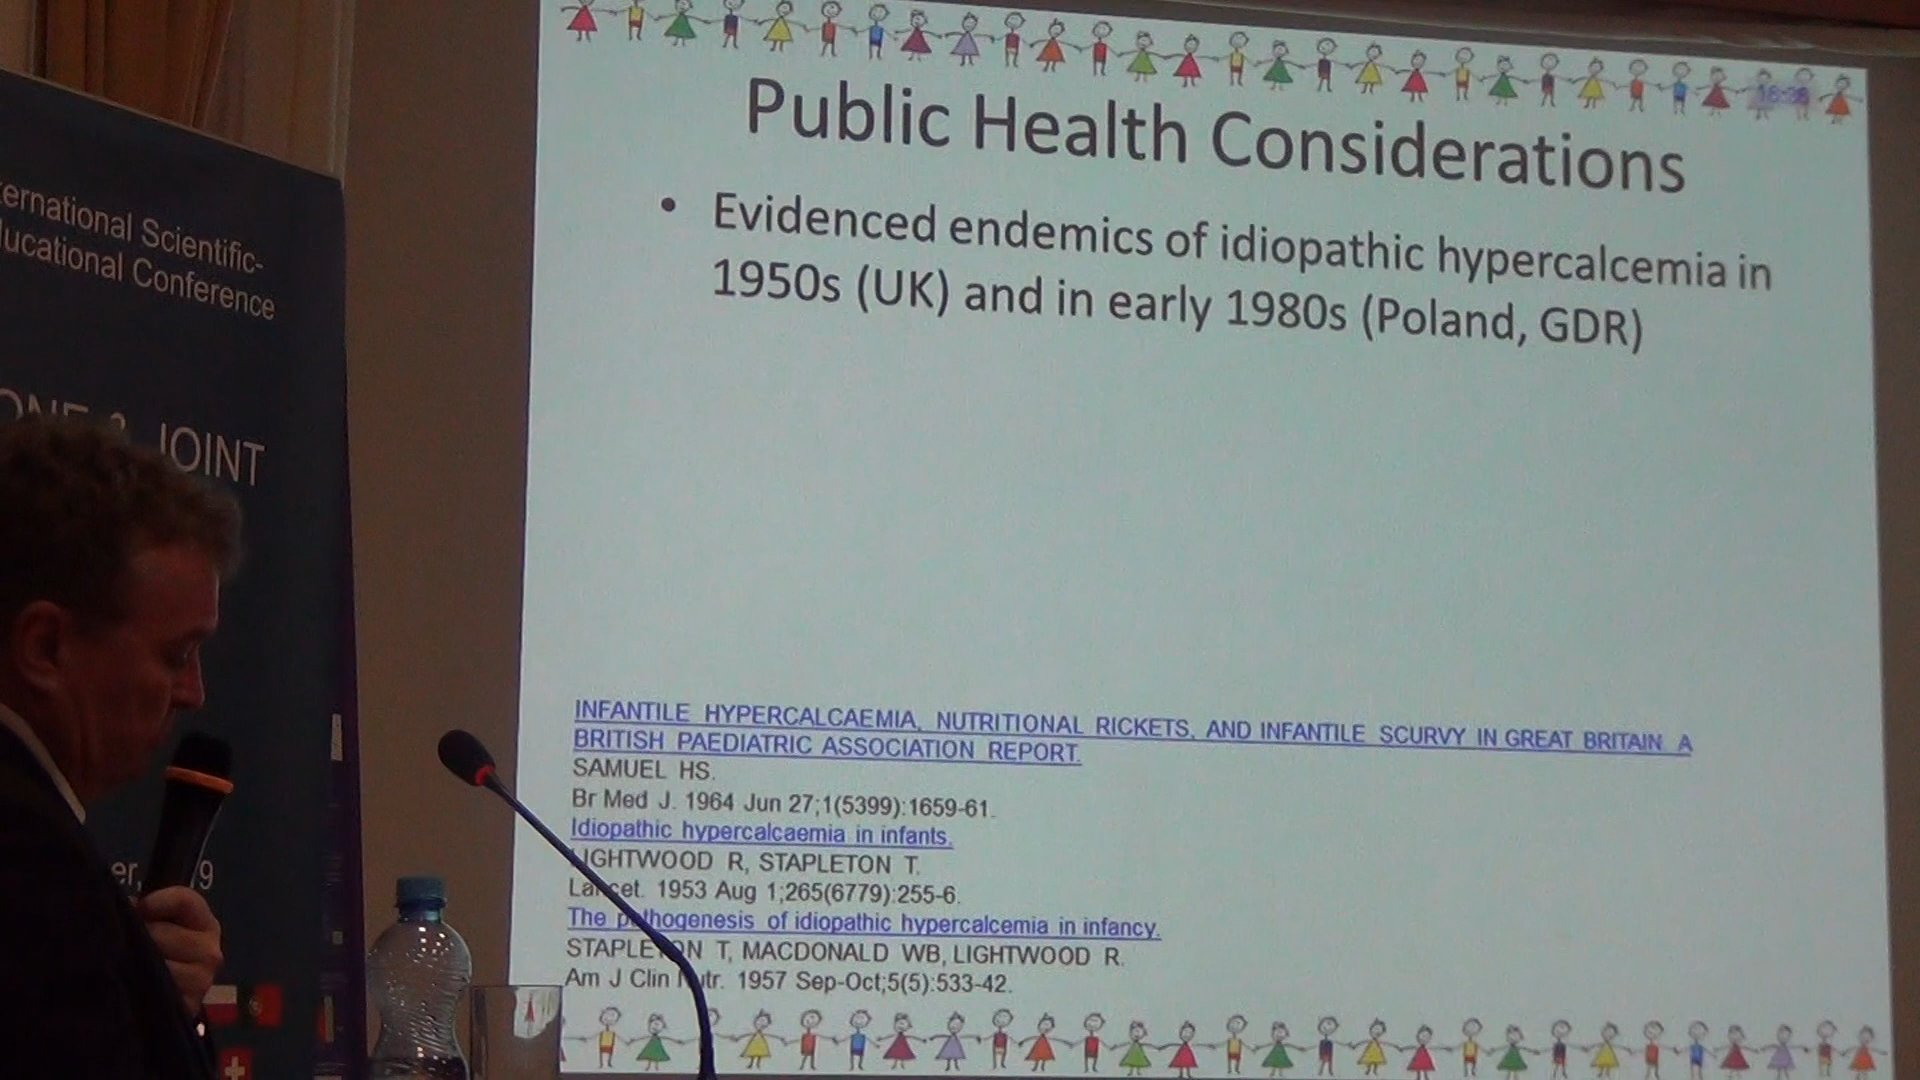 ternational Scientific-
ucational Conference
JOINT
er,
9
Public Health Considerations
• Evidenced endemics of idiopathic hypercalcemia in
1950s (UK) and in early 1980s (Poland, GDR)
INFANTILE HYPERCALCAEMIA, NUTRITIONAL RICKETS, AND INFANTILE SCURVY IN GREAT BRITAIN. A
BRITISH PAEDIATRIC ASSOCIATION REPORT.
SAMUEL HS.
Br Med J. 1964 Jun 27;1(5399):1659-61.
Idiopathic hypercalcaemia in infants.
LIGHTWOOD R, STAPLETON T.
Lancet. 1953 Aug 1;265(6779):255-6.
The pathogenesis of idiopathic hypercalcemia in infancy.
STAPLETON T, MACDONALD WB, LIGHTWOOD R.
Am J Clin Nutr. 1957 Sep-Oct;5(5):533-42.